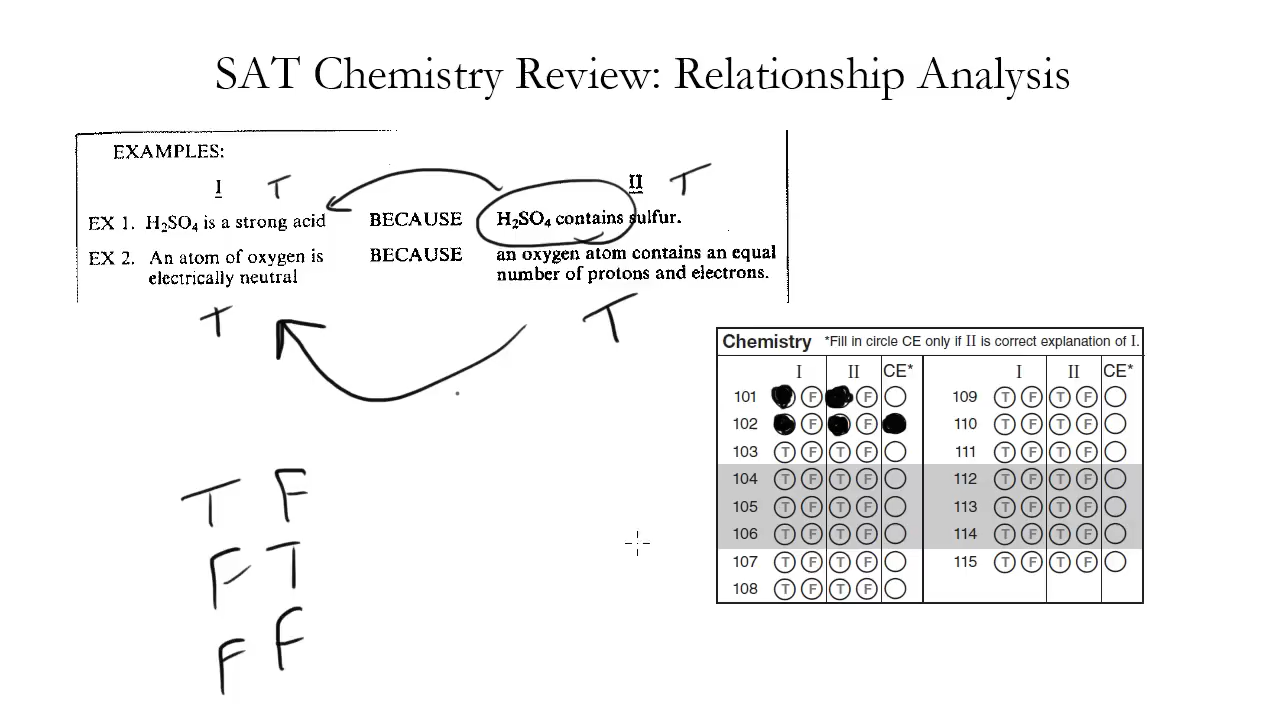 SAT Chemistry Review: Relationship Analysis
EXAMPLES:
I T II T
EX 1. H₂SO₄ is a strong acid BECAUSE H₂SO₄ contains sulfur.
EX 2. An atom of oxygen is BECAUSE an oxygen atom contains an equal
electrically neutral number of protons and electrons.
T T
Chemistry *Fill in circle CE only if II is correct explanation of I.
I II CE* I II CE*
101 F F 109 T F T F
102 F F 110 T F T F
103 T F T F 111 T F T F
104 T F T F 112 T F T F
105 T F T F 113 T F T F
106 T F T F 114 T F T F
107 T F T F 115 T F T F
108 T F T F
T F
F T
F F